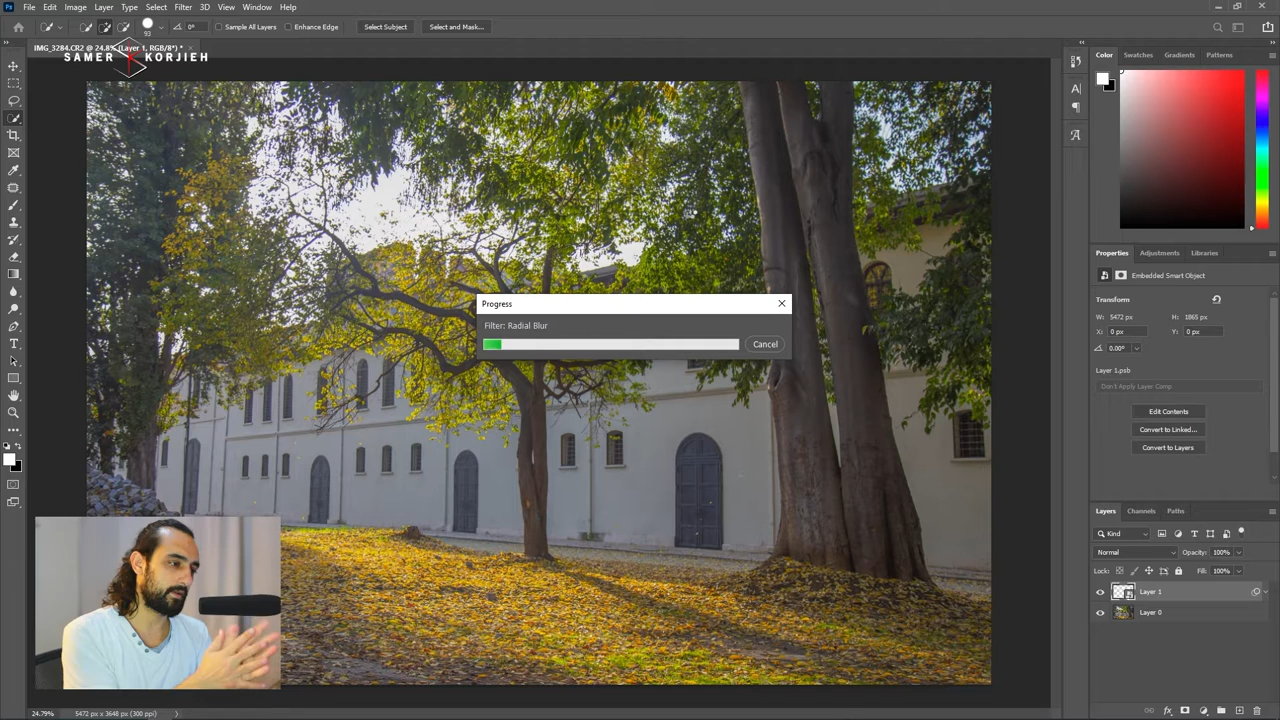 Ps File Edit Image Layer Type Select Filter 3D View Window Help
93 0° Sample All Layers Enhance Edge Select Subject Select and Mask...
IMG_3284.CR2 @ 24.8% (Layer 1, RGB/8*) *
SAMER KORJIEH
Color Swatches Gradients Patterns
Progress
Filter: Radial Blur
Cancel
Properties Adjustments Libraries
Embedded Smart Object
Transform
W: 5472 px H: 1865 px
X: 0 px Y: 0 px
0.00°
Layer 1.psb
Don't Apply Layer Comp
Edit Contents
Convert to Linked...
Convert to Layers
Layers Channels Paths
Kind
Normal Opacity: 100%
Lock: Fill: 100%
Layer 1
Layer 0
24.79% 5472 px x 3648 px (300 ppi)